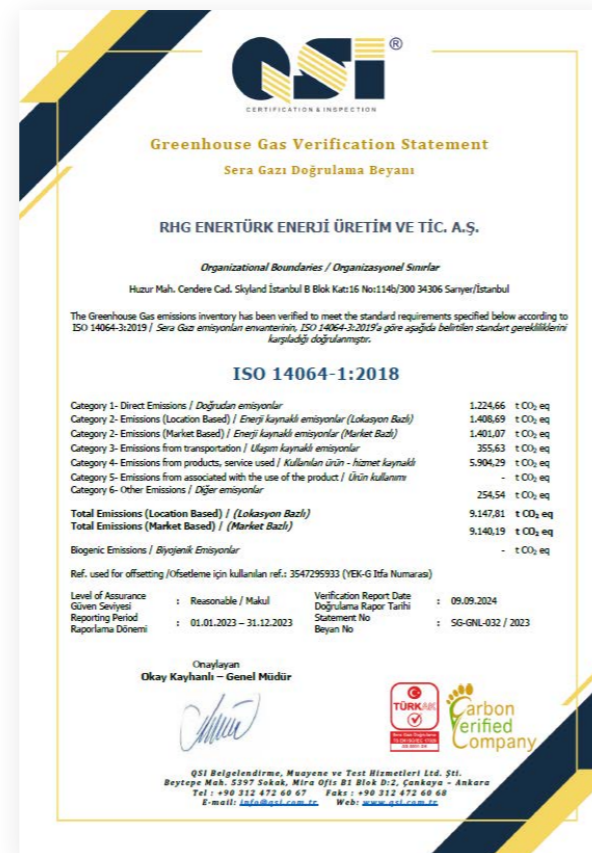 QSI®
CERTIFICATION & INSPECTION
Greenhouse Gas Verification Statement
Sera Gazı Doğrulama Beyanı
RHG ENERTÜRK ENERJİ ÜRETİM VE TİC. A.Ş.
Organizational Boundaries / Organizasyonel Sınırlar
Huzur Mah. Cendere Cad. Skyland İstanbul B Blok Kat:16 No:114b/300 34306 Sarıyer/İstanbul
The Greenhouse Gas emissions inventory has been verified to meet the standard requirements specified below according to
ISO 14064-3:2019 / Sera Gazı emisyonları envanterinin, ISO 14064-3:2019'a göre aşağıda belirtilen standart gerekliliklerini
karşıladığı doğrulanmıştır.
ISO 14064-1:2018
Category 1- Direct Emissions / Doğrudan emisyonlar 1.224,66 t CO₂ eq
Category 2- Emissions (Location Based) / Enerji kaynaklı emisyonlar (Lokasyon Bazlı) 1.408,69 t CO₂ eq
Category 2- Emissions (Market Based) / Enerji kaynaklı emisyonlar (Market Bazlı) 1.401,07 t CO₂ eq
Category 3- Emissions from transportation / Ulaşım kaynaklı emisyonlar 355,63 t CO₂ eq
Category 4- Emissions from products, service used / Kullanılan ürün - hizmet kaynaklı 5.904,29 t CO₂ eq
Category 5- Emissions from associated with the use of the product / Ürün kullanımı - t CO₂ eq
Category 6- Other Emissions / Diğer emisyonlar 254,54 t CO₂ eq
Total Emissions (Location Based) / (Lokasyon Bazlı) 9.147,81 t CO₂ eq
Total Emissions (Market Based) / (Market Bazlı) 9.140,19 t CO₂ eq
Biogenic Emissions / Biyojenik Emisyonlar - t CO₂ eq
Ref. used for offsetting /Ofsetleme için kullanılan ref.: 3547295933 (YEK-G İtfa Numarası)
Level of Assurance
Güven Seviyesi : Reasonable / Makul
Verification Report Date
Doğrulama Rapor Tarihi : 09.09.2024
Reporting Period
Raporlama Dönemi : 01.01.2023 – 31.12.2023
Statement No
Beyan No : SG-GNL-032 / 2023
Onaylayan
Okay Kayhanlı – Genel Müdür
TÜRKAK
Carbon
Verified
Company
QSI Belgelendirme, Muayene ve Test Hizmetleri Ltd. Şti.
Beytepe Mah. 5397 Sokak, Mira Ofis B1 Blok D:2, Çankaya – Ankara
Tel : +90 312 472 60 67 Faks : +90 312 472 60 68
E-mail: info@qsi.com.tr Web: www.qsi.com.tr